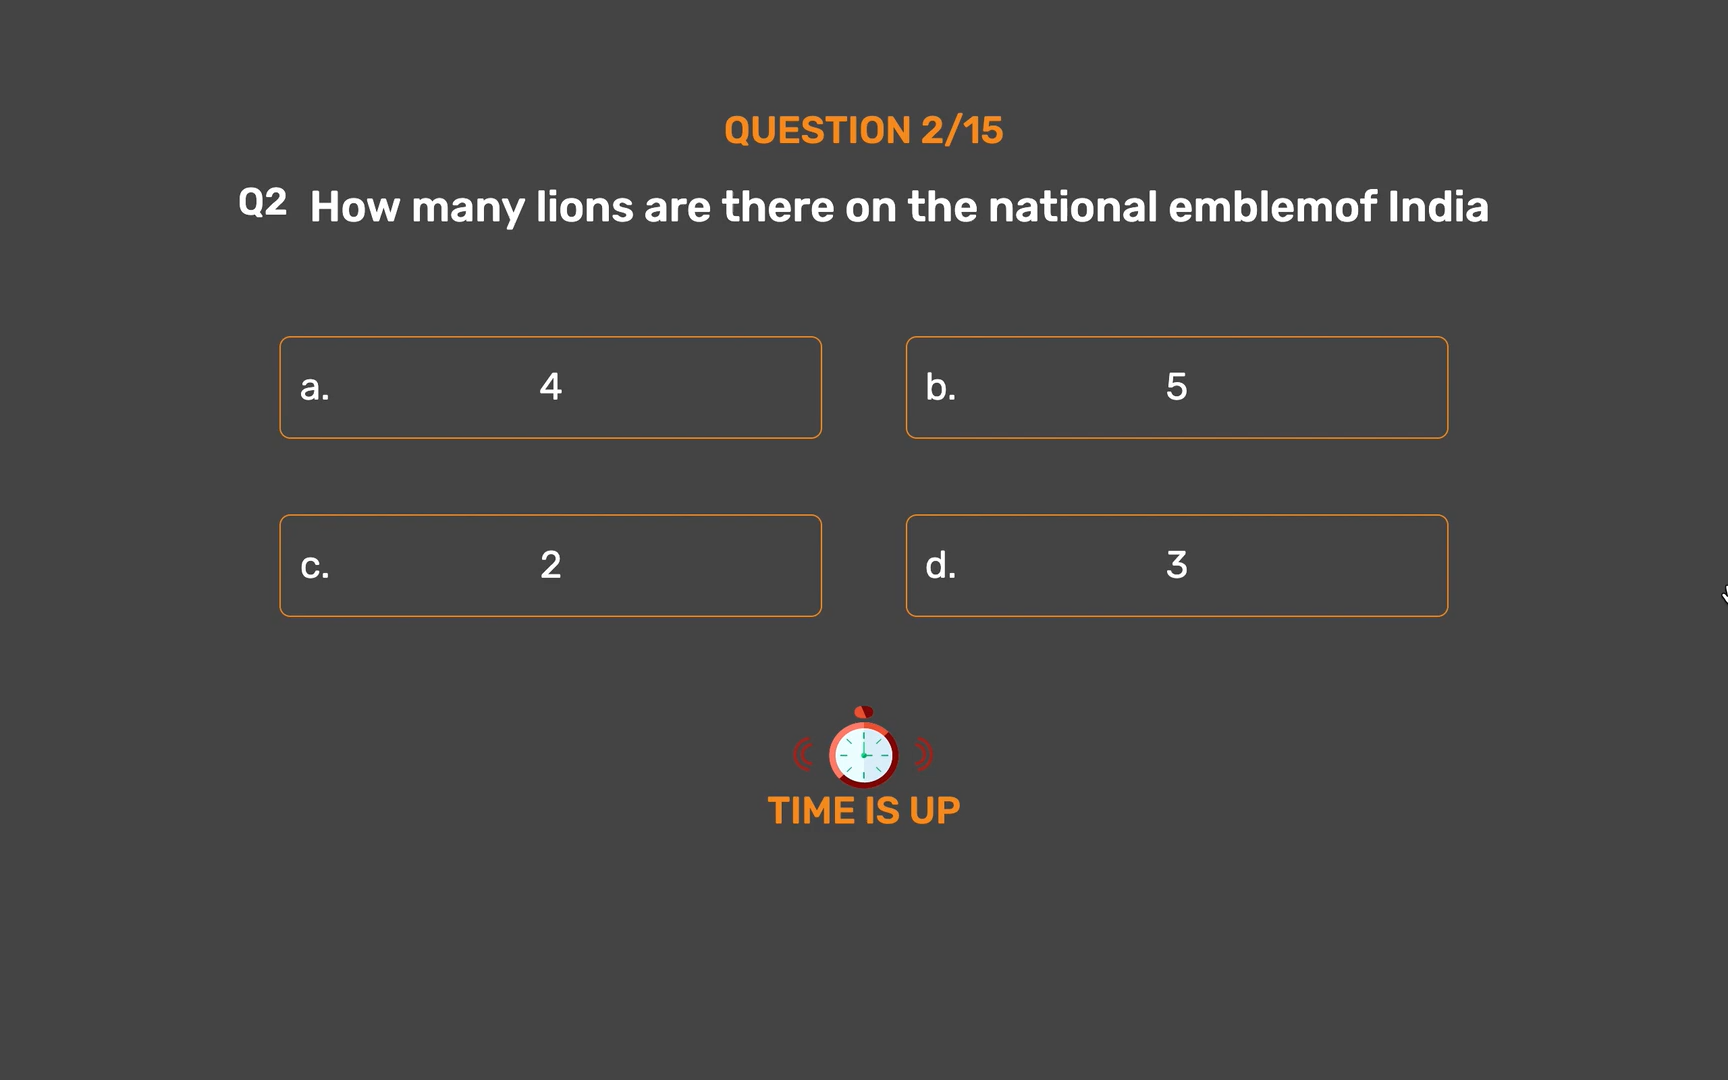 QUESTION 2/15
Q2 How many lions are there on the national emblemof India
a. 4
b. 5
c. 2
d. 3
TIME IS UP